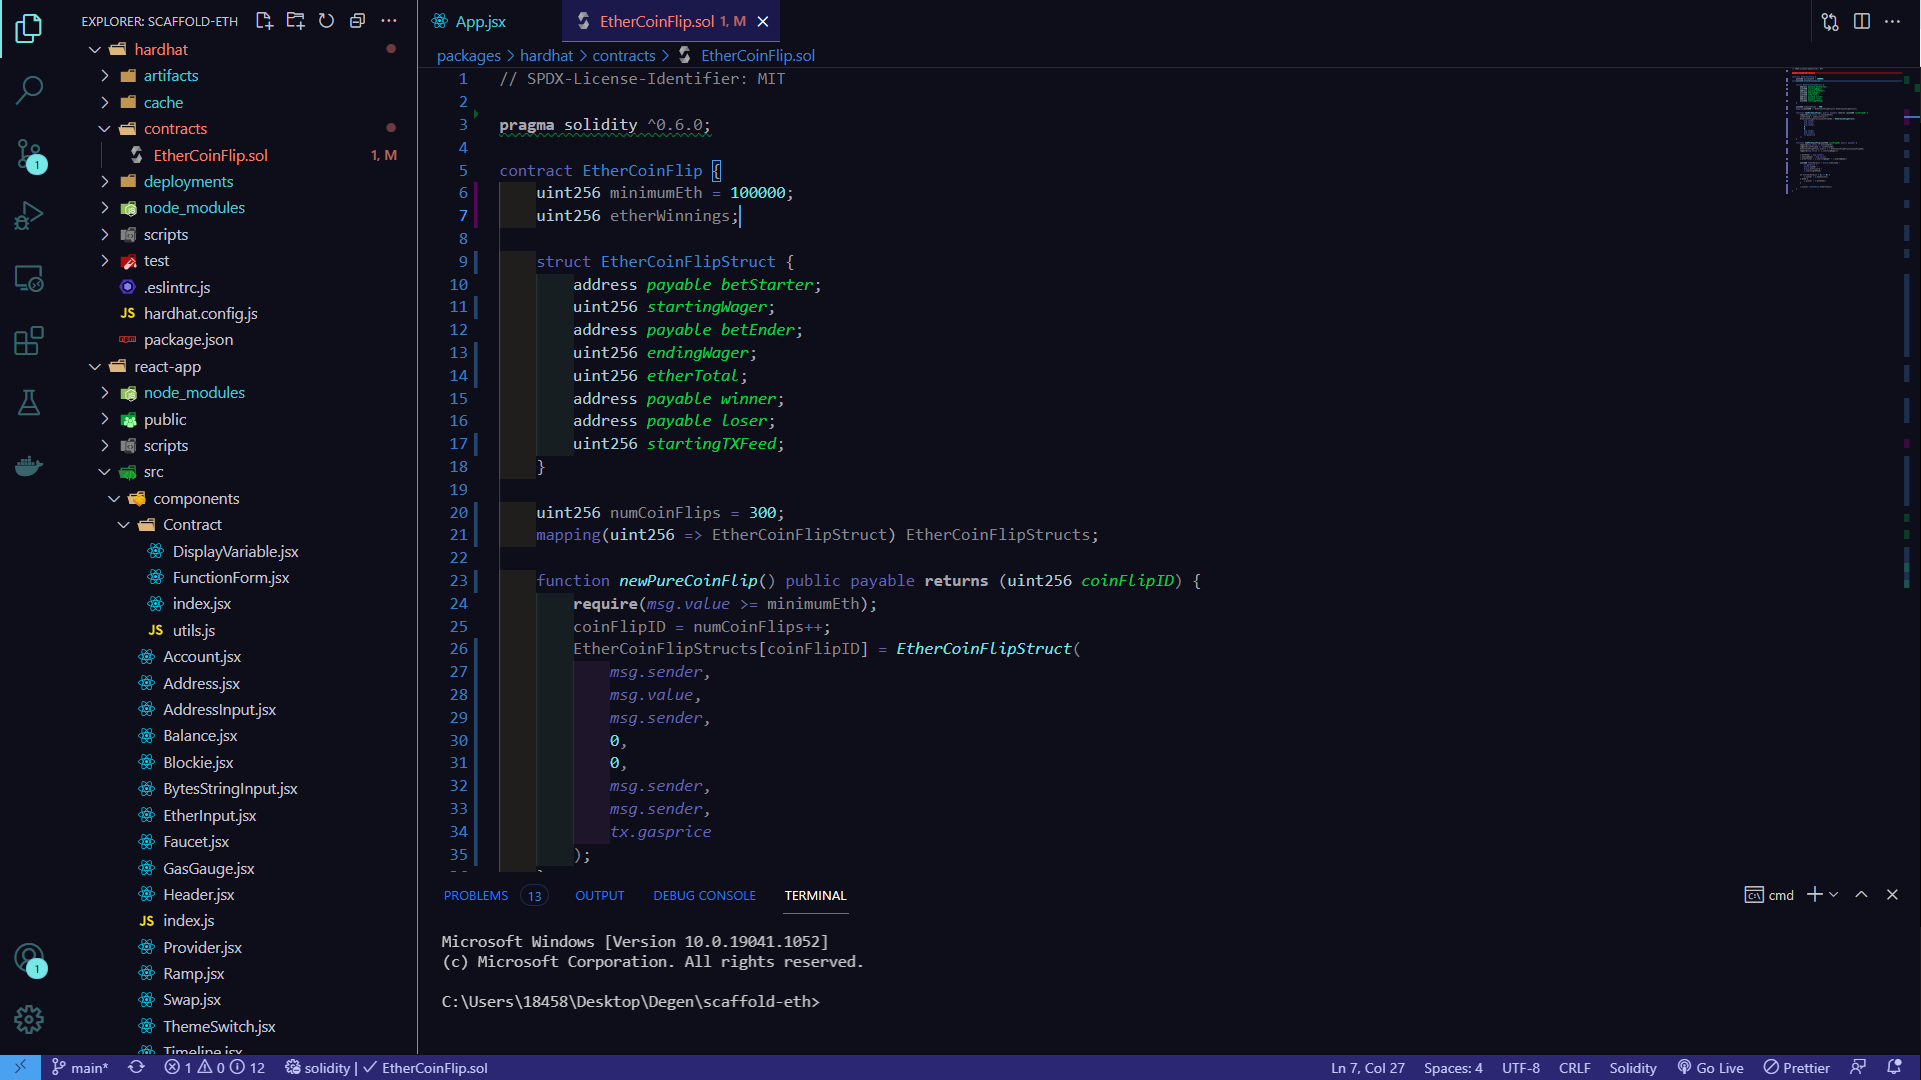 EXPLORER: SCAFFOLD-ETH
hardhat
artifacts
cache
contracts
EtherCoinFlip.sol 1, M
deployments
node_modules
scripts
test
.eslintrc.js
JS hardhat.config.js
package.json
react-app
node_modules
public
scripts
src
components
Contract
DisplayVariable.jsx
FunctionForm.jsx
index.jsx
JS utils.js
Account.jsx
Address.jsx
AddressInput.jsx
Balance.jsx
Blockie.jsx
BytesStringInput.jsx
EtherInput.jsx
Faucet.jsx
GasGauge.jsx
Header.jsx
JS index.js
Provider.jsx
Ramp.jsx
Swap.jsx
ThemeSwitch.jsx
Timeline.jsx
1
1
App.jsx
EtherCoinFlip.sol 1, M
packages > hardhat > contracts > EtherCoinFlip.sol
1 // SPDX-License-Identifier: MIT
2
3 pragma solidity ^0.6.0;
4
5 contract EtherCoinFlip {
6 uint256 minimumEth = 100000;
7 uint256 etherWinnings;
8
9 struct EtherCoinFlipStruct {
10 address payable betStarter;
11 uint256 startingWager;
12 address payable betEnder;
13 uint256 endingWager;
14 uint256 etherTotal;
15 address payable winner;
16 address payable loser;
17 uint256 startingTXFeed;
18 }
19
20 uint256 numCoinFlips = 300;
21 mapping(uint256 => EtherCoinFlipStruct) EtherCoinFlipStructs;
22
23 function newPureCoinFlip() public payable returns (uint256 coinFlipID) {
24 require(msg.value >= minimumEth);
25 coinFlipID = numCoinFlips++;
26 EtherCoinFlipStructs[coinFlipID] = EtherCoinFlipStruct(
27 msg.sender,
28 msg.value,
29 msg.sender,
30 0,
31 0,
32 msg.sender,
33 msg.sender,
34 tx.gasprice
35 );
PROBLEMS 13 OUTPUT DEBUG CONSOLE TERMINAL
cmd
Microsoft Windows [Version 10.0.19041.1052]
(c) Microsoft Corporation. All rights reserved.
C:\Users\18458\Desktop\Degen\scaffold-eth>
main* 1 0 12 solidity | ✓ EtherCoinFlip.sol
Ln 7, Col 27 Spaces: 4 UTF-8 CRLF Solidity Go Live Prettier